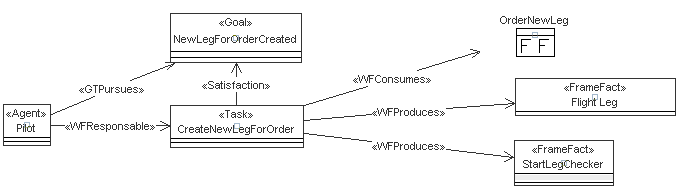 «Goal»
NewLegForOrderCreated
OrderNewLeg
F F
«GTPursues»
«Satisfaction»
«WFConsumes»
«FrameFact»
Flight Leg
«Agent»
Pilot
«WFResponsable»
«Task»
CreateNewLegForOrder
«WFProduces»
«WFProduces»
«FrameFact»
StartLegChecker